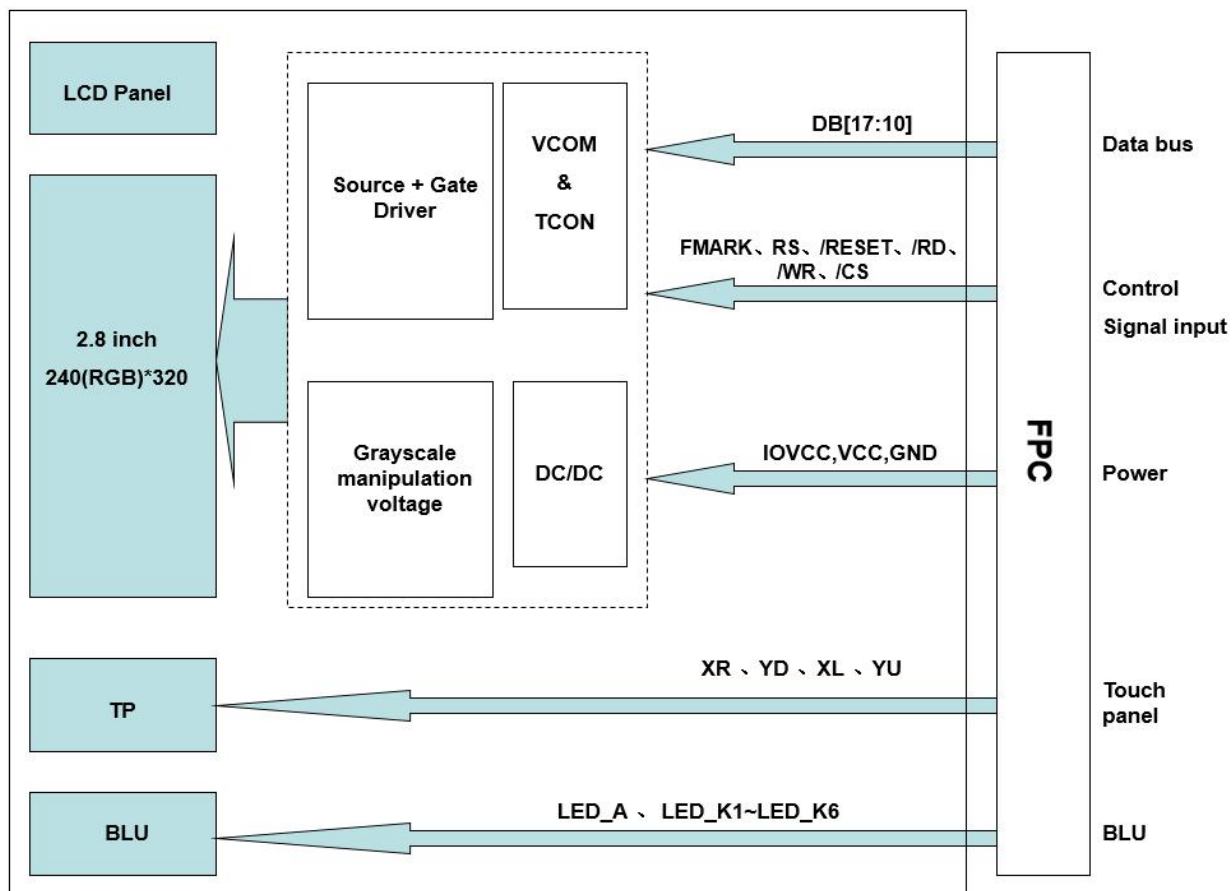 LCD Panel
2.8 inch
240(RGB)*320
Source + Gate
Driver
VCOM
&
TCON
Grayscale
manipulation
voltage
DC/DC
DB[17:10]
Data bus
FMARK、RS、/RESET、/RD、
/WR、/CS
Control
Signal input
IOVCC,VCC,GND
Power
FPC
TP
XR 、YD 、XL 、YU
Touch
panel
BLU
LED_A 、 LED_K1~LED_K6
BLU